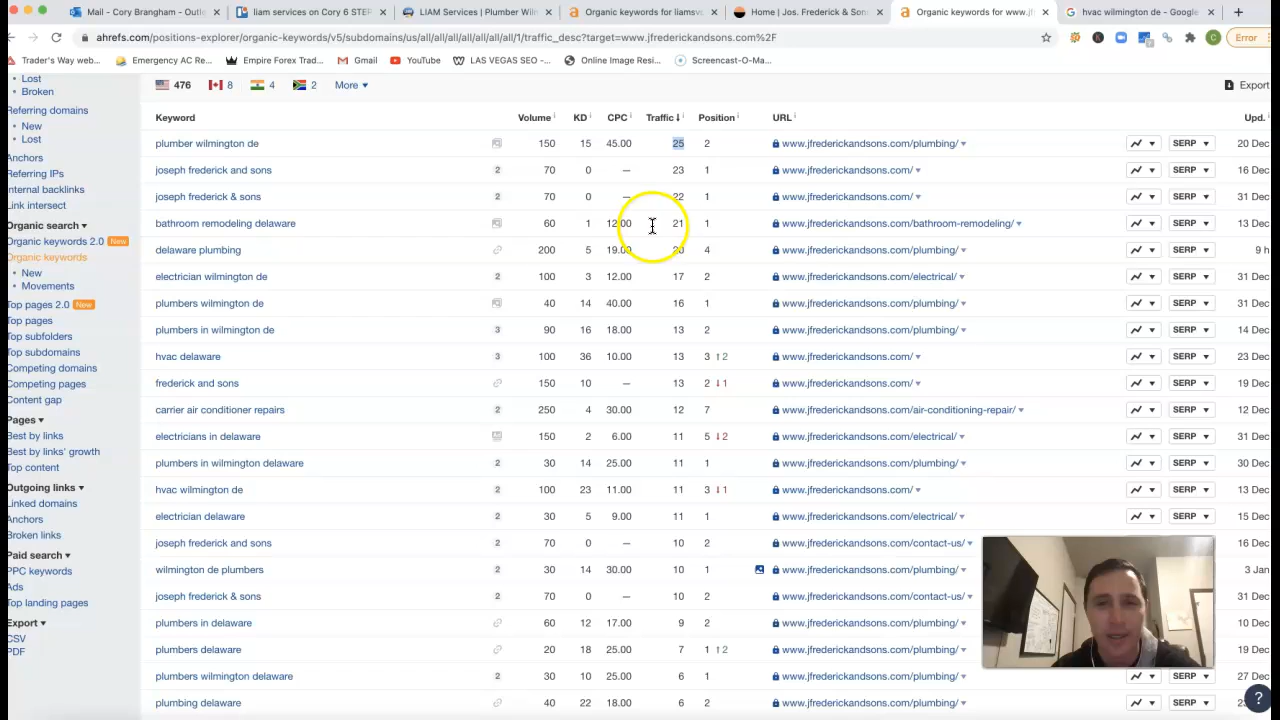 Mail - Cory Brangham - Outlo
liam services on Cory 6 STEP
LIAM Services | Plumber Wilm
Organic keywords for liamsvc
Home | Jos. Frederick & Sons
Organic keywords for www.jf
hvac wilmington de - Google
ahrefs.com/positions-explorer/organic-keywords/v5/subdomains/us/all/all/all/all/all/all/1/traffic_desc?target=www.jfrederickandsons.com%2F
Error
Trader's Way web...
Emergency AC Re...
Empire Forex Trad...
Gmail
YouTube
LAS VEGAS SEO -...
Online Image Resi...
Screencast-O-Ma...
Lost
Broken
Referring domains
New
Lost
Anchors
Referring IPs
Internal backlinks
Link intersect
Organic search
Organic keywords 2.0 New
Organic keywords
New
Movements
Top pages 2.0 New
Top pages
Top subfolders
Top subdomains
Competing domains
Competing pages
Content gap
Pages
Best by links
Best by links' growth
Top content
Outgoing links
Linked domains
Anchors
Broken links
Paid search
PPC keywords
Ads
Top landing pages
Export
CSV
PDF
476 8 4 2 More Export
Keyword Volume KD CPC Traffic Position URL Upd.
plumber wilmington de 150 15 45.00 25 2 www.jfrederickandsons.com/plumbing/ SERP 20 Dec
joseph frederick and sons 2 70 0 — 23 1 www.jfrederickandsons.com/ SERP 16 Dec
joseph frederick & sons 2 70 0 — 22 1 www.jfrederickandsons.com/ SERP 31 Dec
bathroom remodeling delaware 60 1 12.00 21 1 www.jfrederickandsons.com/bathroom-remodeling/ SERP 13 Dec
delaware plumbing 200 5 19.00 20 4 www.jfrederickandsons.com/plumbing/ SERP 9 h
electrician wilmington de 2 100 3 12.00 17 2 www.jfrederickandsons.com/electrical/ SERP 31 Dec
plumbers wilmington de 40 14 40.00 16 1 www.jfrederickandsons.com/plumbing/ SERP 31 Dec
plumbers in wilmington de 3 90 16 18.00 13 2 www.jfrederickandsons.com/plumbing/ SERP 14 Dec
hvac delaware 3 100 36 10.00 13 3 ↑2 www.jfrederickandsons.com/ SERP 23 Dec
frederick and sons 150 10 — 13 2 ↓1 www.jfrederickandsons.com/ SERP 19 Dec
carrier air conditioner repairs 2 250 4 30.00 12 7 www.jfrederickandsons.com/air-conditioning-repair/ SERP 12 Dec
electricians in delaware 150 2 6.00 11 5 ↓2 www.jfrederickandsons.com/electrical/ SERP 31 Dec
plumbers in wilmington delaware 2 30 14 25.00 11 1 www.jfrederickandsons.com/plumbing/ SERP 30 Dec
hvac wilmington de 2 100 23 11.00 11 3 ↓1 www.jfrederickandsons.com/ SERP 13 Dec
electrician delaware 2 30 5 9.00 11 1 www.jfrederickandsons.com/electrical/ SERP 15 Dec
joseph frederick and sons 2 70 0 — 10 2 www.jfrederickandsons.com/contact-us/ SERP 16 Dec
wilmington de plumbers 2 30 14 30.00 10 1 www.jfrederickandsons.com/plumbing/ 3 Jan
joseph frederick & sons 2 70 0 — 10 2 www.jfrederickandsons.com/contact-us/ 31 Dec
plumbers in delaware 60 12 17.00 9 2 www.jfrederickandsons.com/plumbing/ 10 Dec
plumbers delaware 20 18 25.00 7 1 ↑2 www.jfrederickandsons.com/plumbing/ 19 Dec
plumbers wilmington delaware 2 30 10 25.00 6 1 www.jfrederickandsons.com/plumbing/ SERP 27 Dec
plumbing delaware 40 22 18.00 6 2 www.jfrederickandsons.com/plumbing/ SERP
?